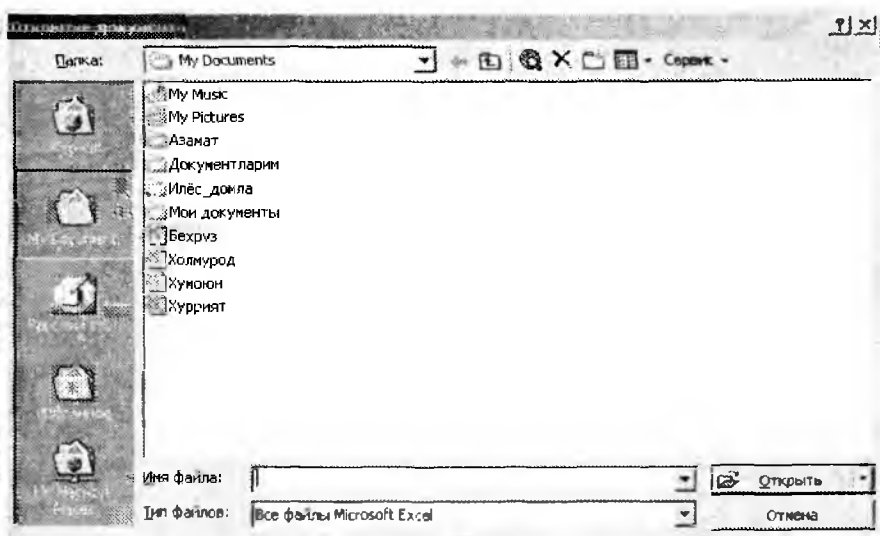 Папка: My Documents Сервис
My Music
My Pictures
Азамат
Документларим
Илёс_домла
Мои документы
Бехруз
Холмурод
Хумоюн
Хуррият
Имя файла: Открыть
Тип файлов: Все файлы Microsoft Excel Отмена